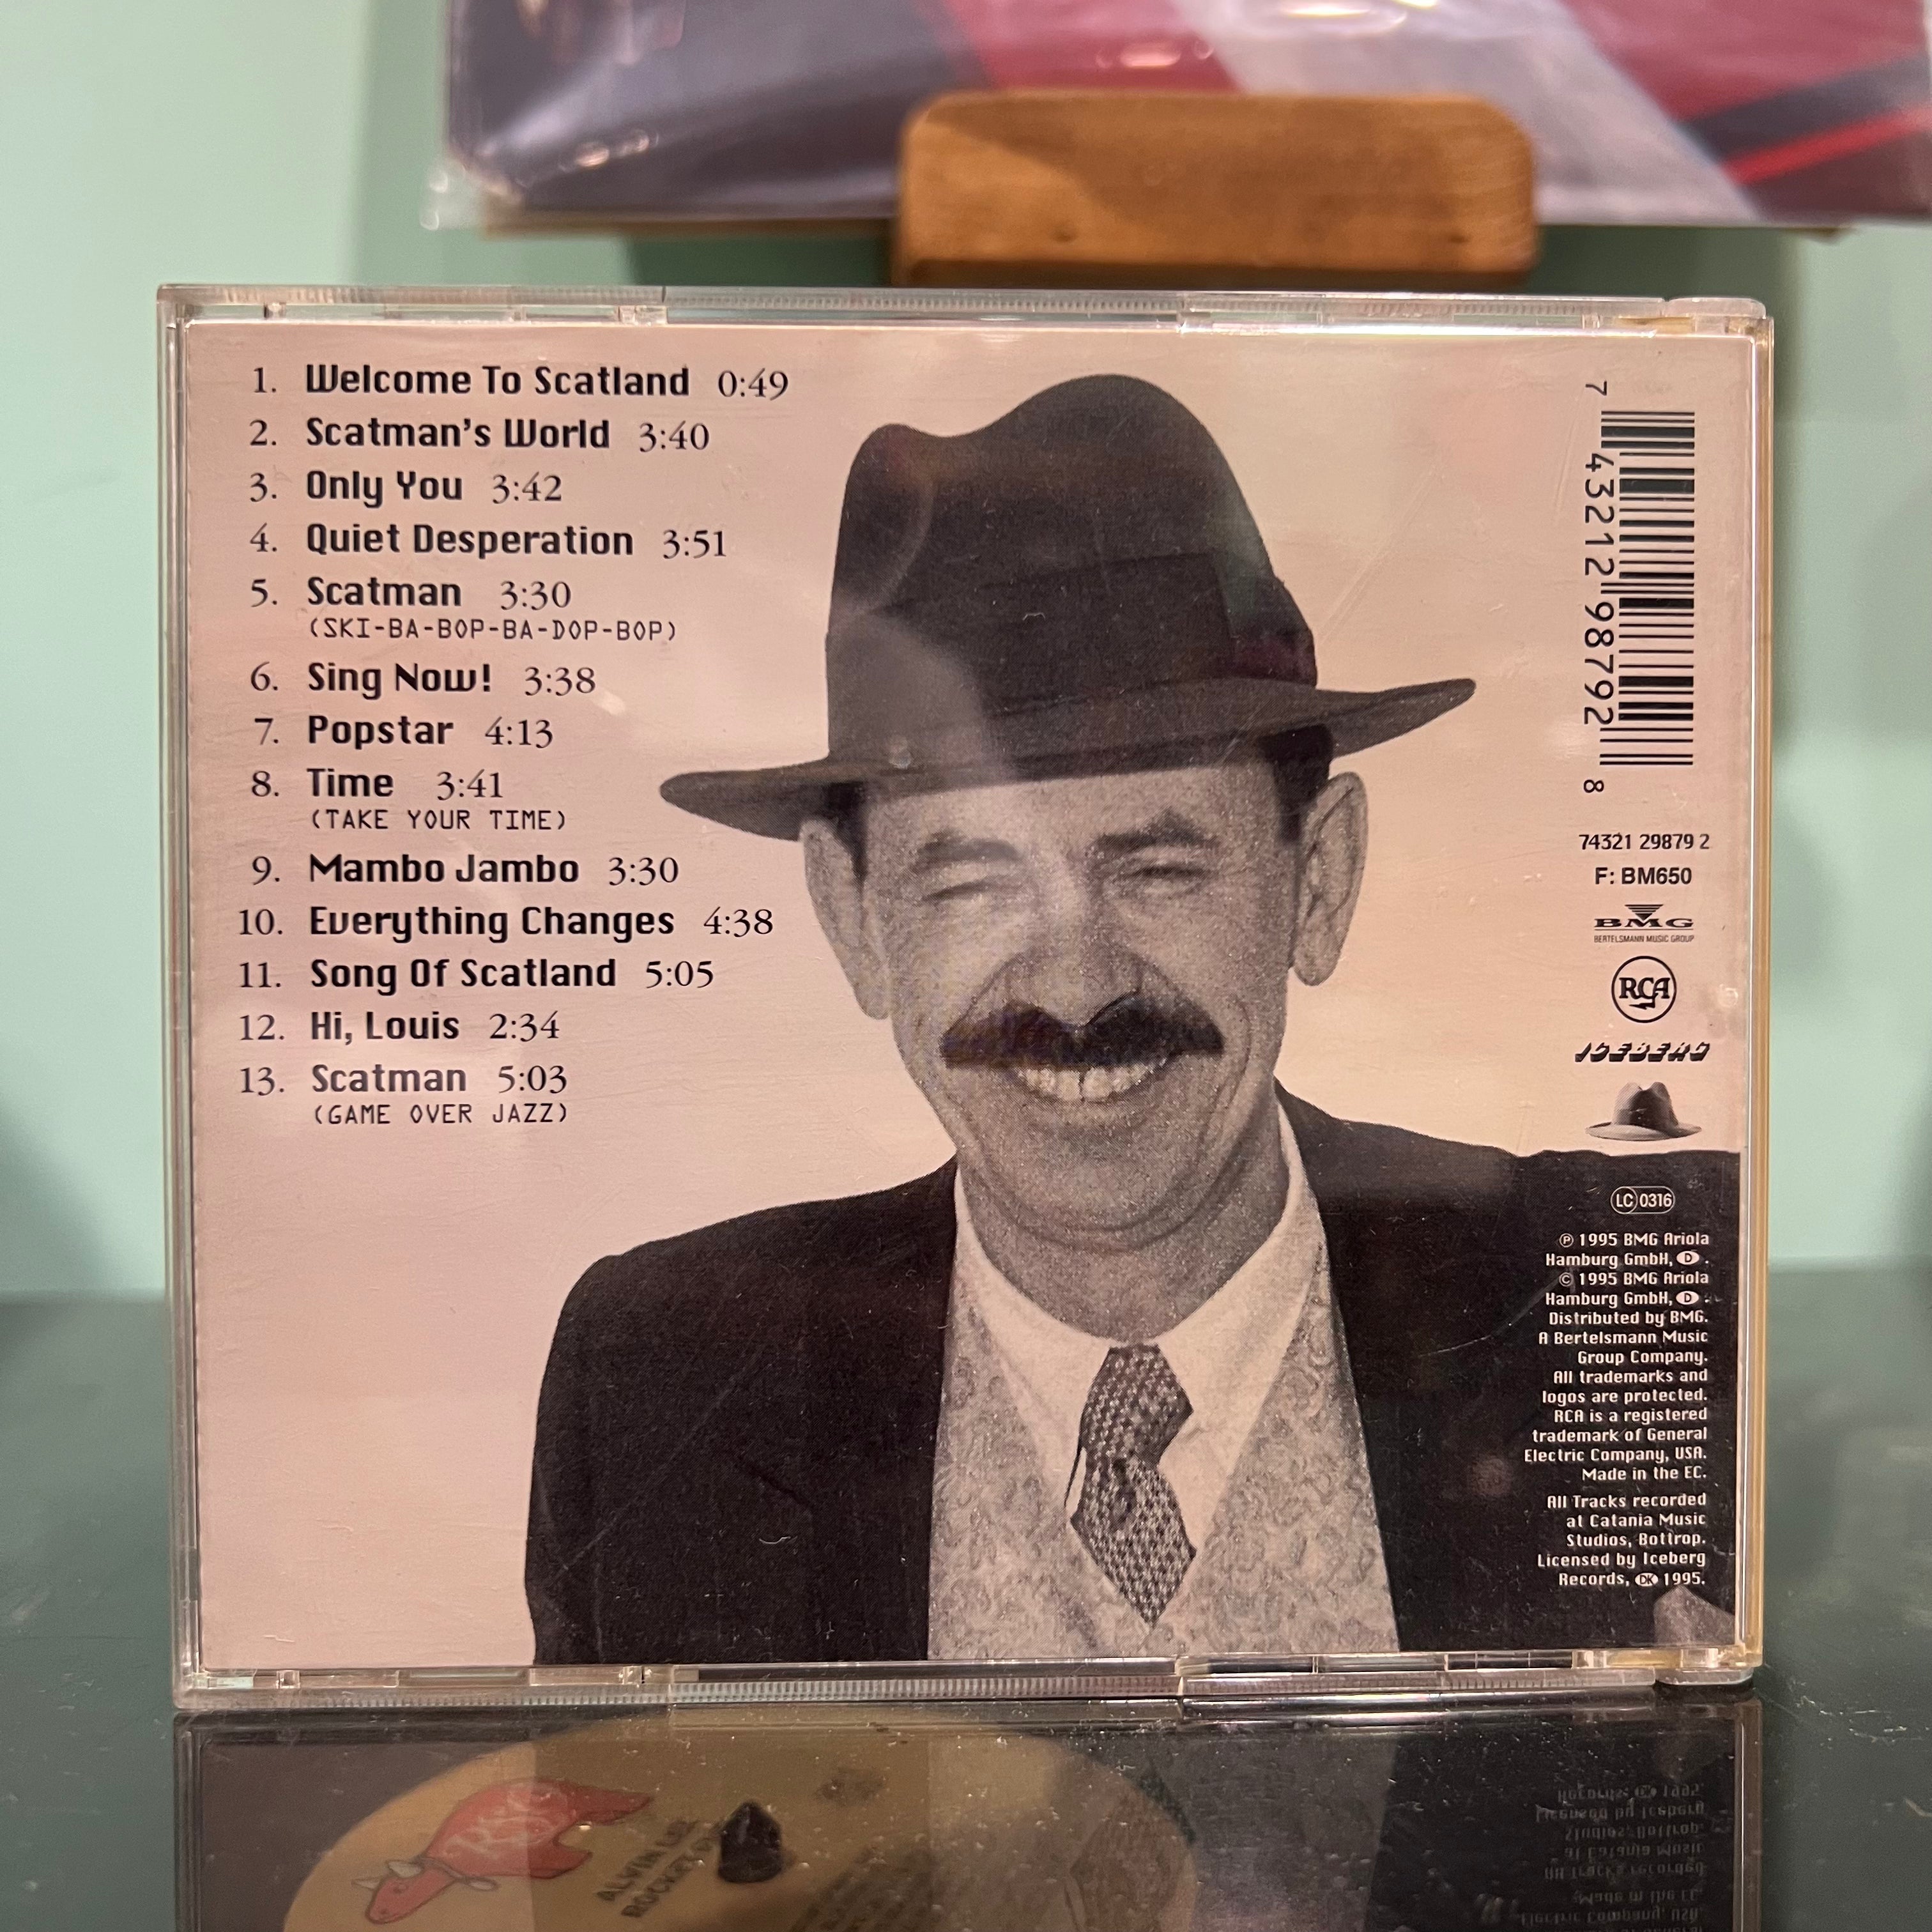 1. Welcome To Scatland 0:49
2. Scatman's World 3:40
3. Only You 3:42
4. Quiet Desperation 3:51
5. Scatman 3:30
(SKI-BA-BOP-BA-DOP-BOP)
6. Sing Now! 3:38
7. Popstar 4:13
8. Time 3:41
(TAKE YOUR TIME)
9. Mambo Jambo 3:30
10. Everything Changes 4:38
11. Song Of Scatland 5:05
12. Hi, Louis 2:34
13. Scatman 5:03
(GAME OVER JAZZ)
7 43212 98792 8
74321 29879 2
F: BM650
BMG
BERTELSMANN MUSIC GROUP
RCA
ICEBERG
LC 0316
℗ 1995 BMG Ariola
Hamburg GmbH, D .
© 1995 BMG Ariola
Hamburg GmbH, D .
Distributed by BMG.
A Bertelsmann Music
Group Company.
All trademarks and
logos are protected.
RCA is a registered
trademark of General
Electric Company, USA.
Made in the EC.
All Tracks recorded
at Catania Music
Studios, Bottrop.
Licensed by Iceberg
Records, DK 1995.
RSO
ALVIN LEE